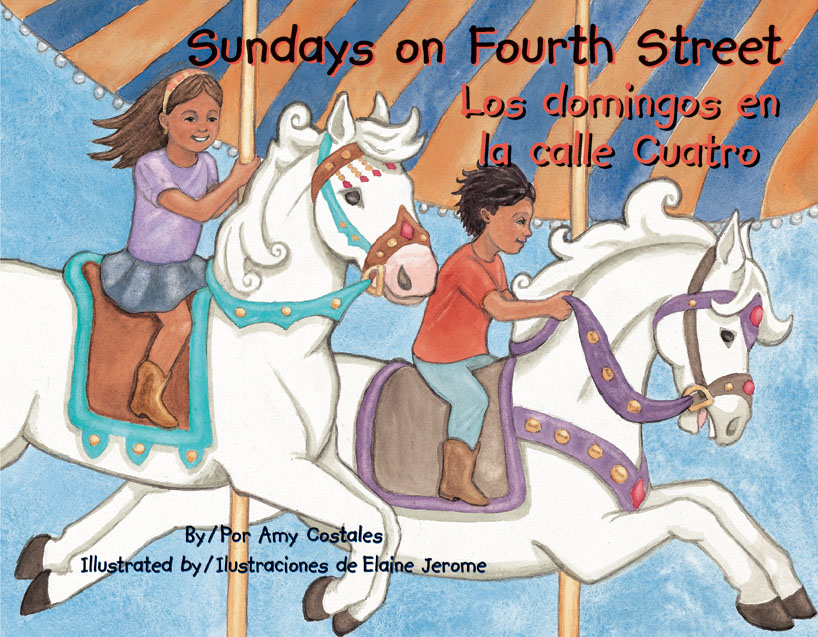 Sundays on Fourth Street
Los domingos en
la calle Cuatro
By/Por Amy Costales
Illustrated by/Ilustraciones de Elaine Jerome